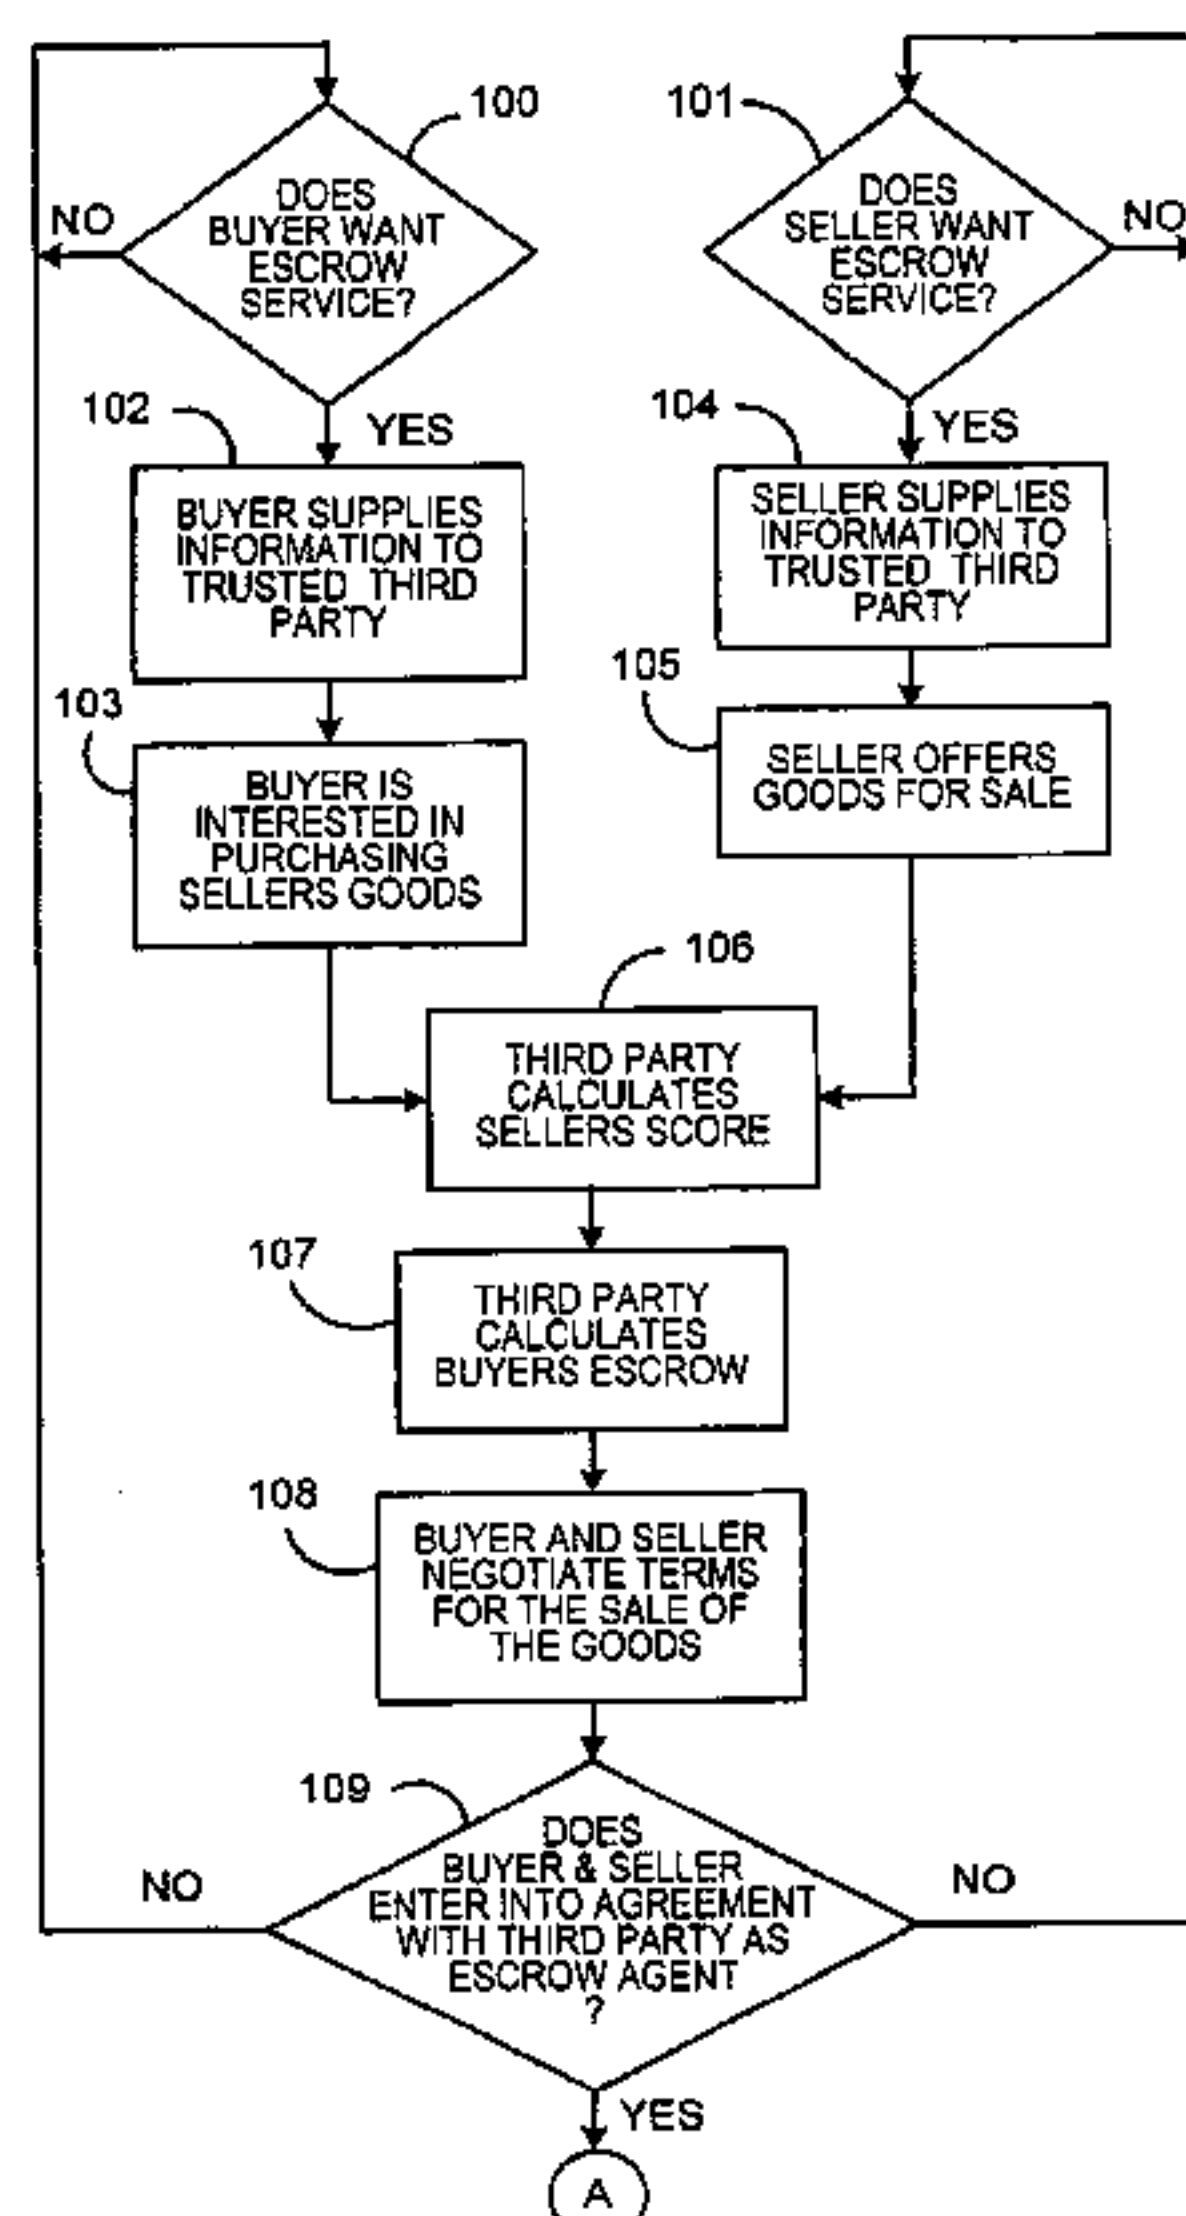 100
101
DOES
BUYER WANT
ESCROW
SERVICE?
NO
DOES
SELLER WANT
ESCROW
SERVICE?
NO
102
YES
104
YES
BUYER SUPPLIES
INFORMATION TO
TRUSTED THIRD
PARTY
SELLER SUPPLIES
INFORMATION TO
TRUSTED THIRD
PARTY
103
105
BUYER IS
INTERESTED IN
PURCHASING
SELLERS GOODS
SELLER OFFERS
GOODS FOR SALE
106
THIRD PARTY
CALCULATES
SELLERS SCORE
107
THIRD PARTY
CALCULATES
BUYERS ESCROW
108
BUYER AND SELLER
NEGOTIATE TERMS
FOR THE SALE OF
THE GOODS
109
DOES
BUYER & SELLER
ENTER INTO AGREEMENT
WITH THIRD PARTY AS
ESCROW AGENT
?
NO
NO
YES
A